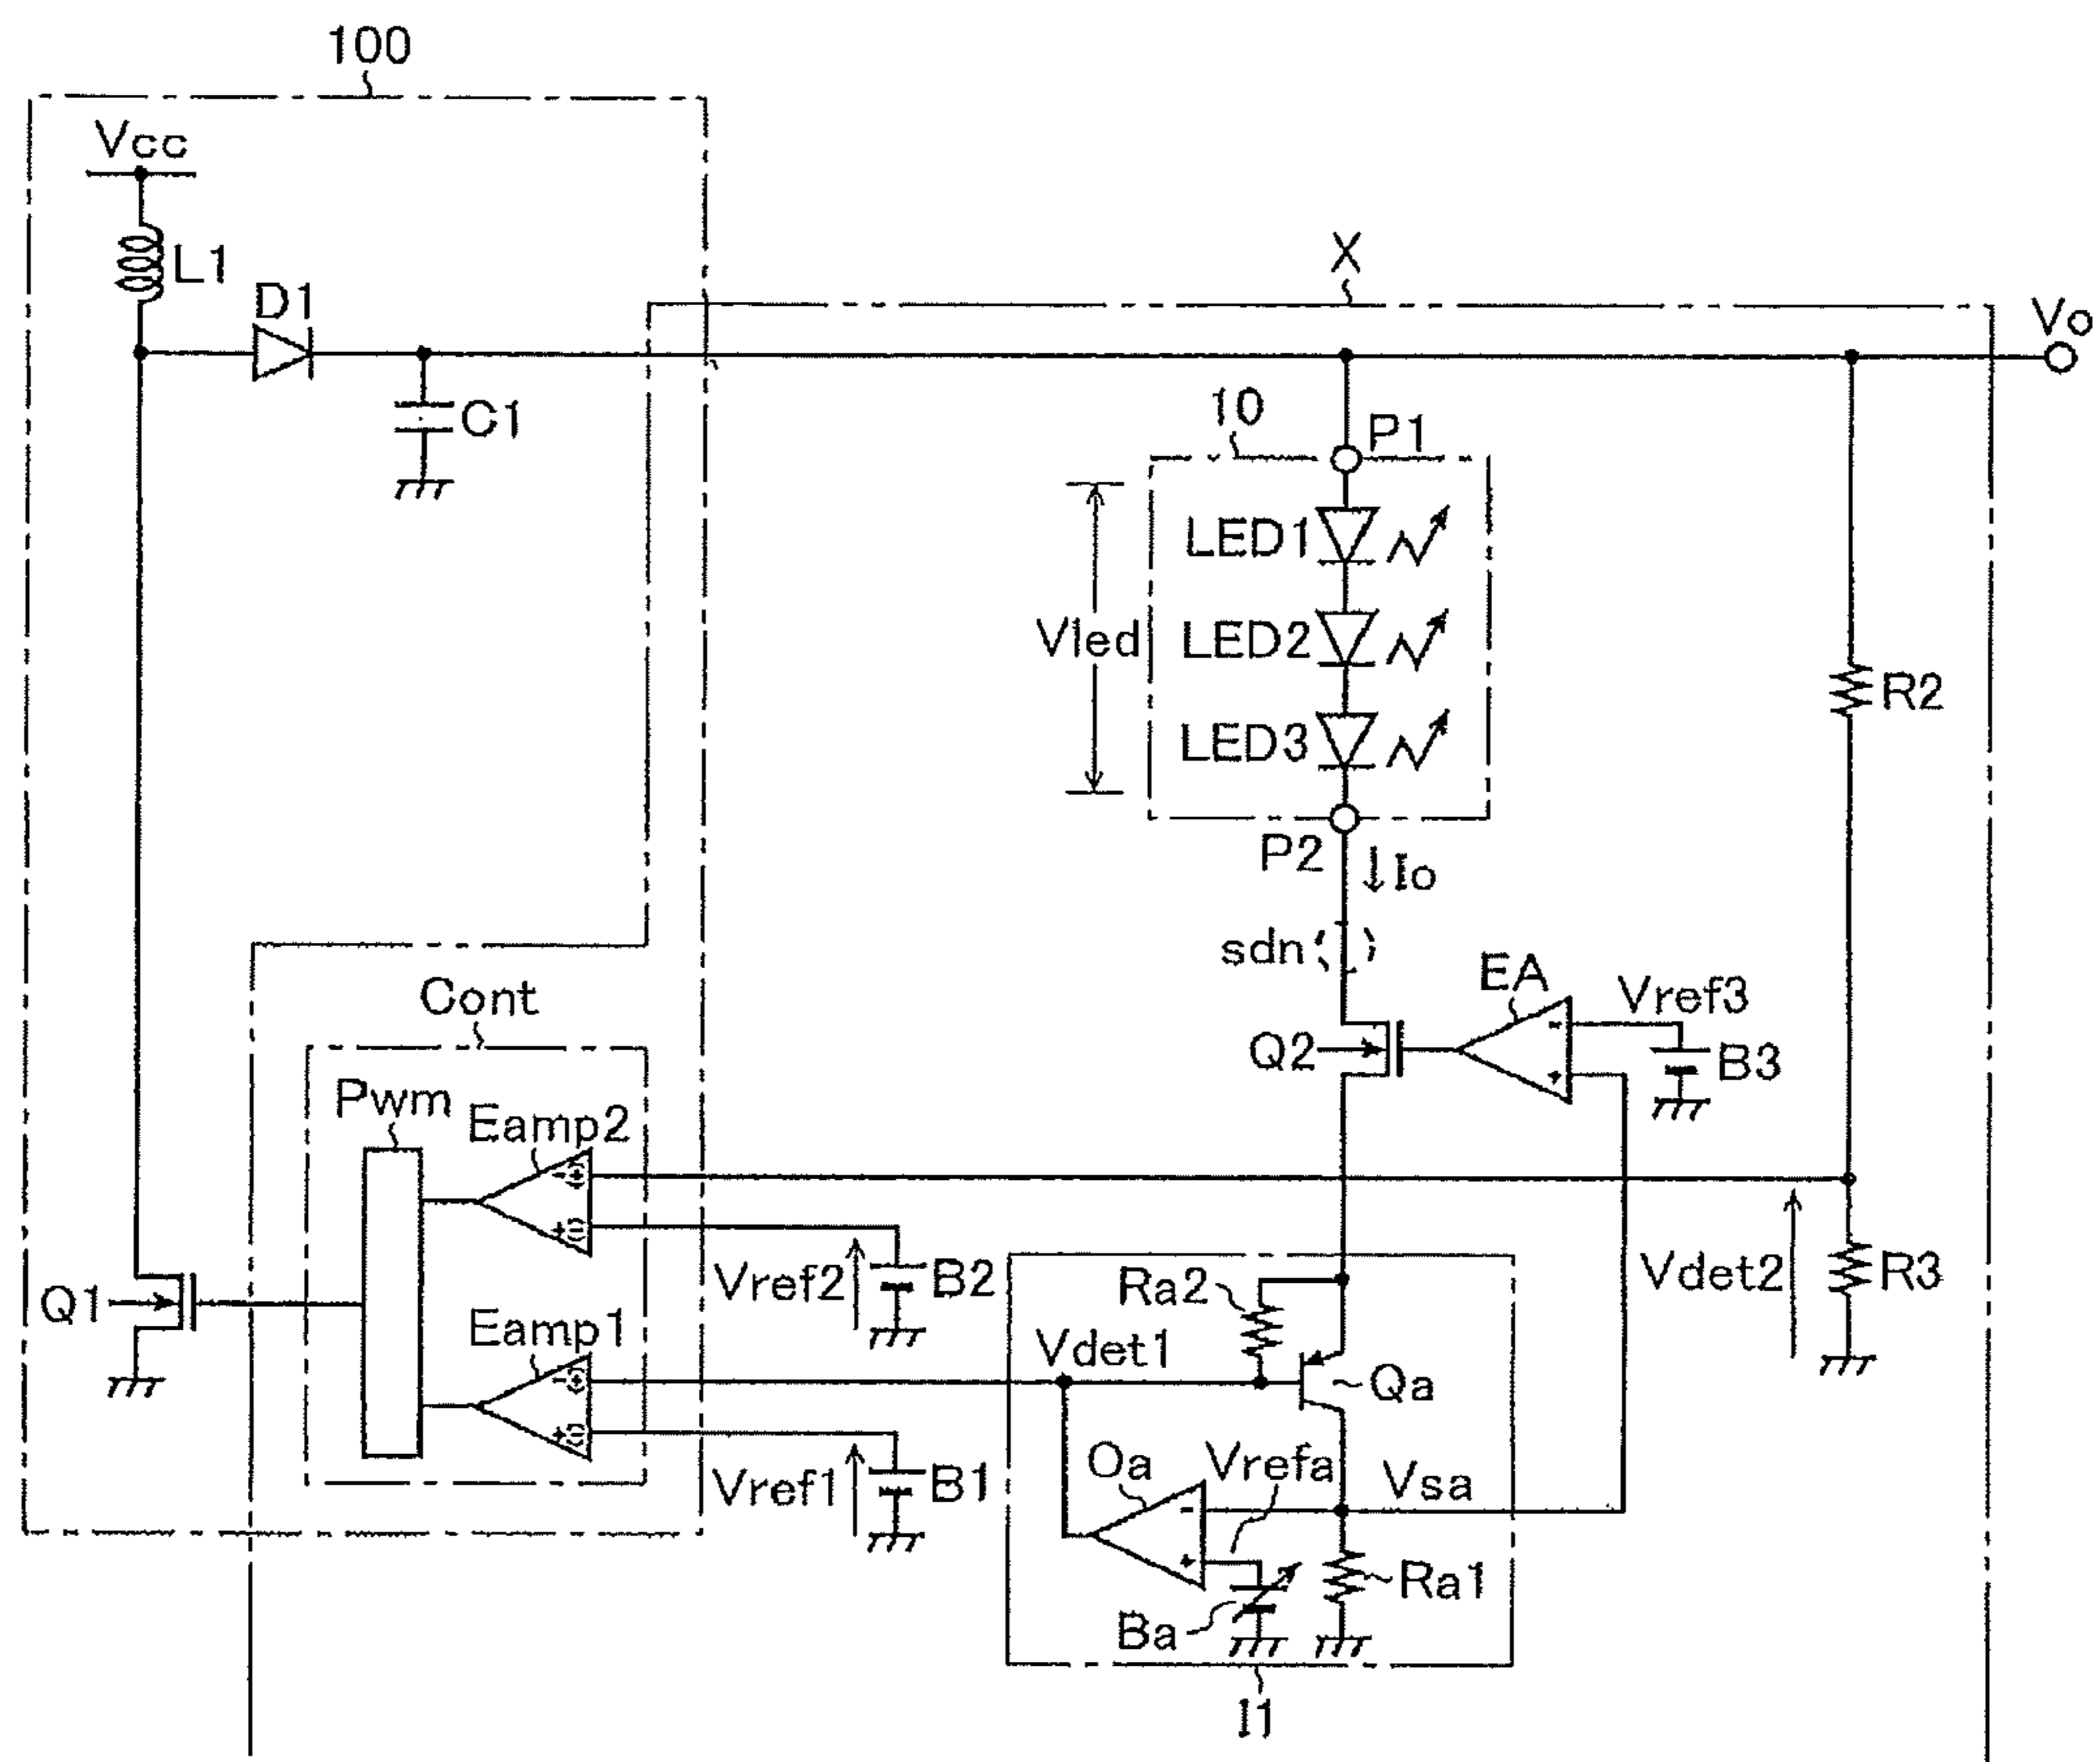 100
Vcc
L1
D1
C1
X
Vo
10
P1
LED1
Vled
LED2
LED3
R2
P2
Io
sdn
EA
Vref3
Q2
B3
Cont
Pwm
Eamp2
Vref2
B2
Ra2
Vdet2
R3
Q1
Eamp1
Vdet1
Qa
Vref1
B1
Oa
Vrefa
Vsa
Ra1
Ba
I1